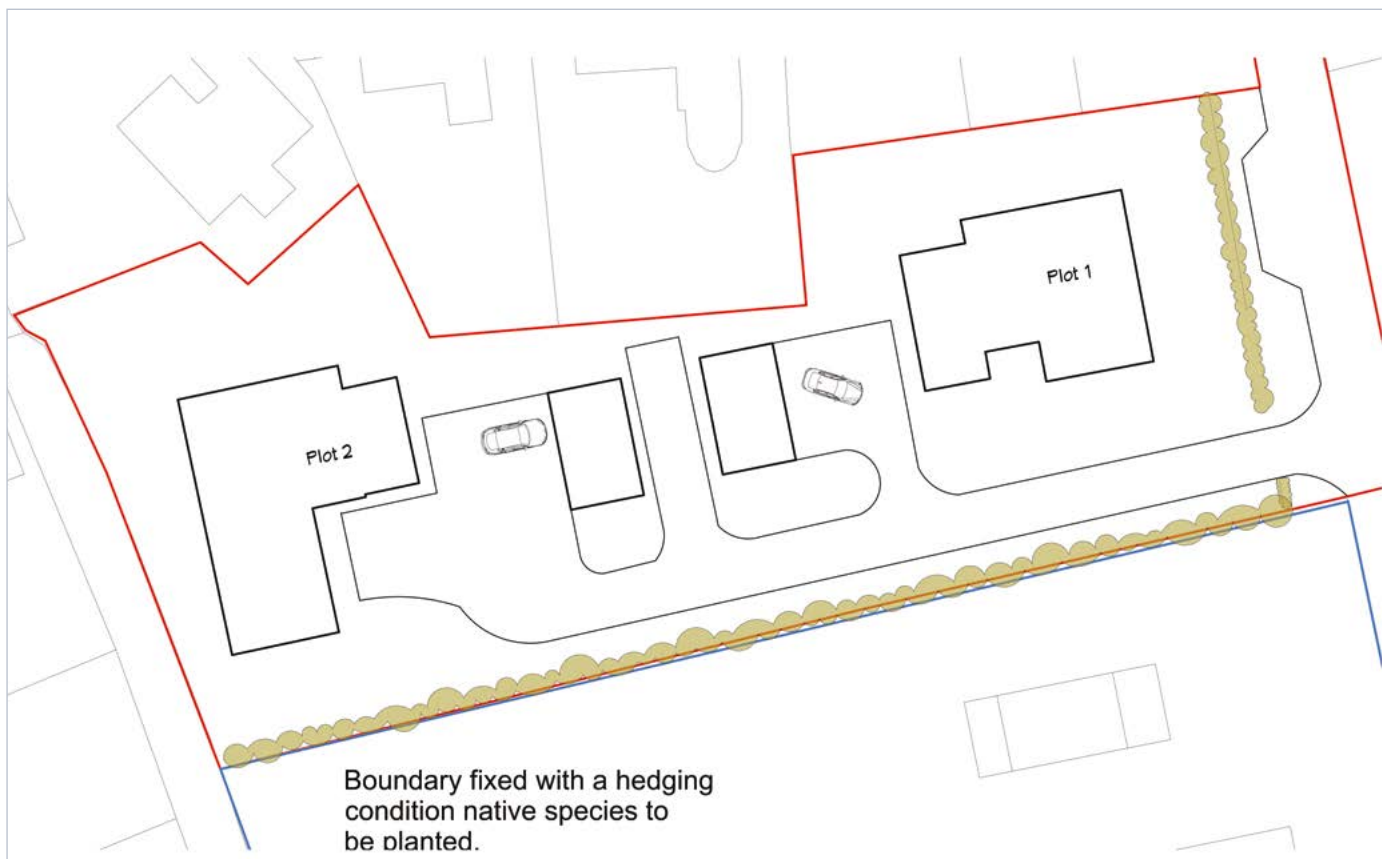 Plot 1
Plot 2
Boundary fixed with a hedging
condition native species to
be planted.